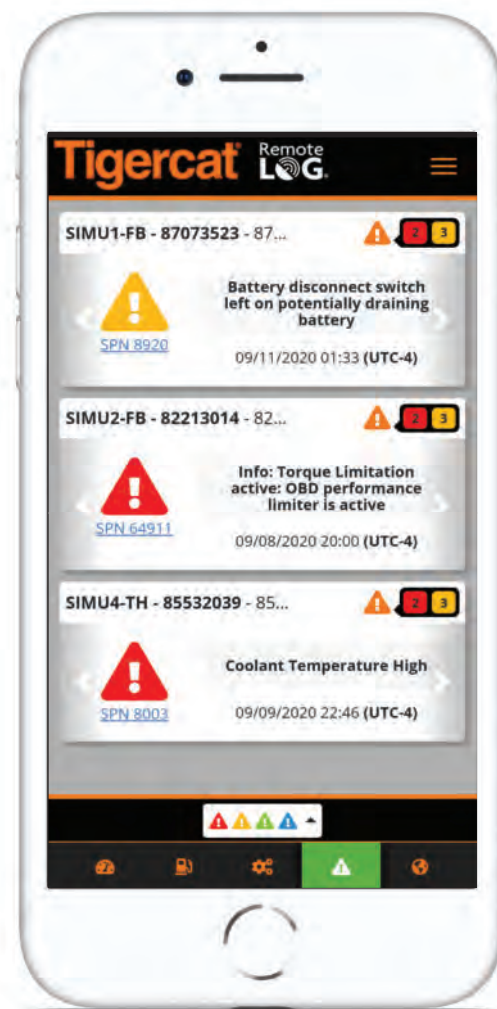 Tigercat Remote LOG
SIMU1-FB - 87073523 - 87... 2 3
Battery disconnect switch
left on potentially draining
battery
SPN 8920
09/11/2020 01:33 (UTC-4)
SIMU2-FB - 82213014 - 82... 2 3
Info: Torque Limitation
active: OBD performance
limiter is active
SPN 64911
09/08/2020 20:00 (UTC-4)
SIMU4-TH - 85532039 - 85... 2 3
Coolant Temperature High
SPN 8003
09/09/2020 22:46 (UTC-4)